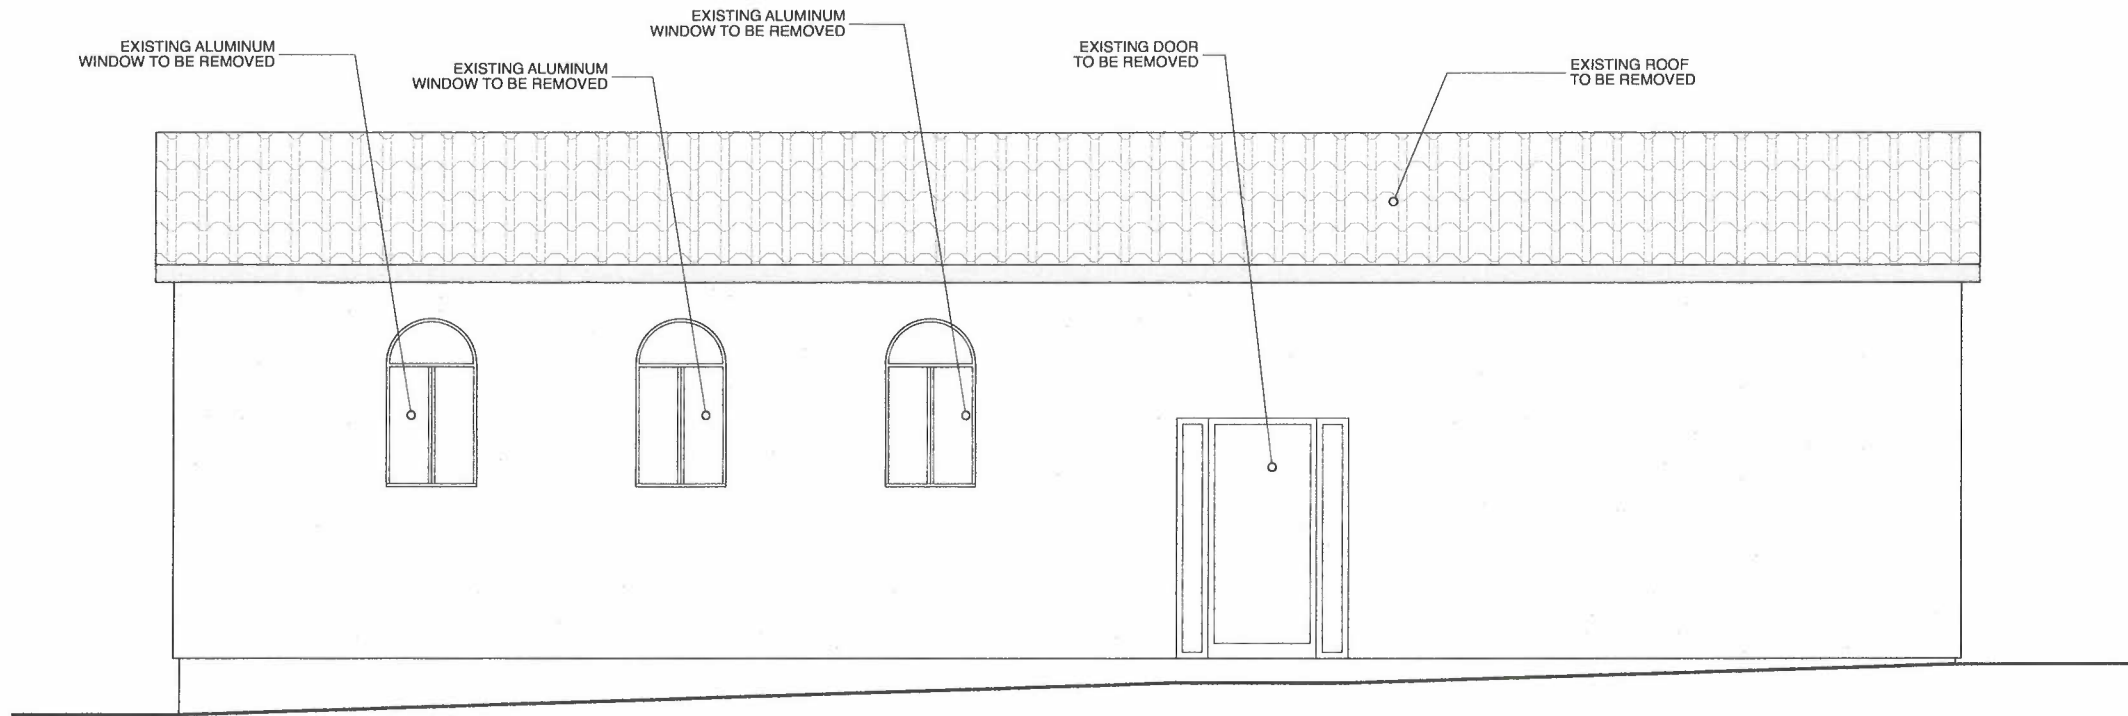 EXISTING ALUMINUM
WINDOW TO BE REMOVED
EXISTING ALUMINUM
WINDOW TO BE REMOVED
EXISTING ALUMINUM
WINDOW TO BE REMOVED
EXISTING DOOR
TO BE REMOVED
EXISTING ROOF
TO BE REMOVED